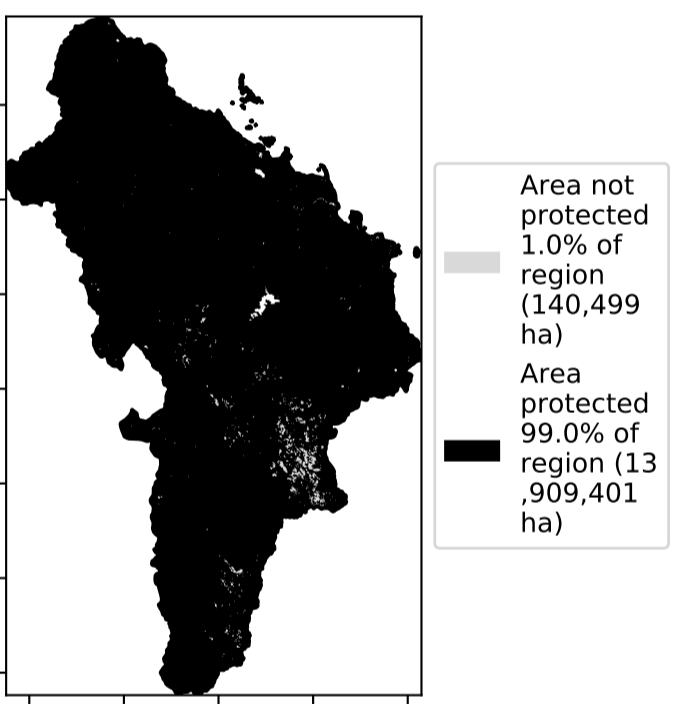 Area not
protected
1.0% of
region
(140,499
ha)
Area
protected
99.0% of
region (13
,909,401
ha)